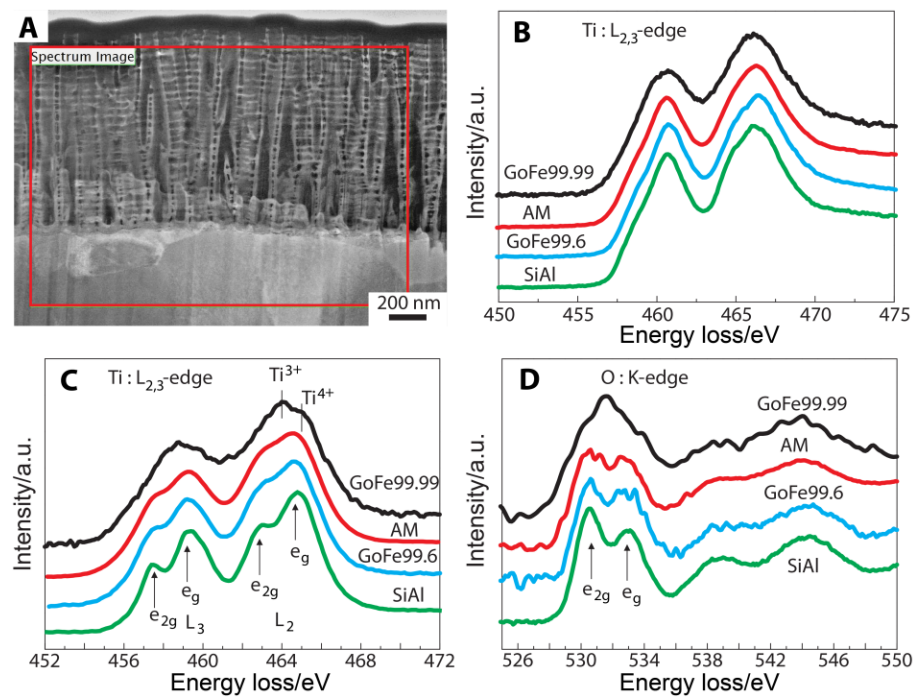 A
Spectrum Image
200 nm
B
Ti : L2,3-edge
Intensity/a.u.
GoFe99.99
AM
GoFe99.6
SiAl
450 455 460 465 470 475
Energy loss/eV
C
Ti : L2,3-edge
Ti3+
Ti4+
Intensity/a.u.
GoFe99.99
AM
GoFe99.6
SiAl
e2g
eg
L3
e2g
eg
L2
452 456 460 464 468 472
Energy loss/eV
D
O : K-edge
Intensity/a.u.
GoFe99.99
AM
GoFe99.6
SiAl
e2g
eg
526 530 534 538 542 546 550
Energy loss/eV